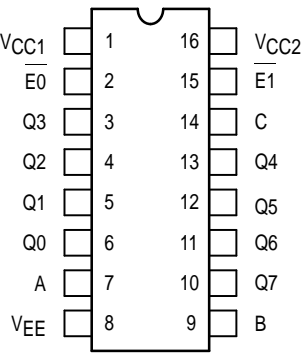 VCC1 1 16 VCC2
E0 2 15 E1
Q3 3 14 C
Q2 4 13 Q4
Q1 5 12 Q5
Q0 6 11 Q6
A 7 10 Q7
VEE 8 9 B